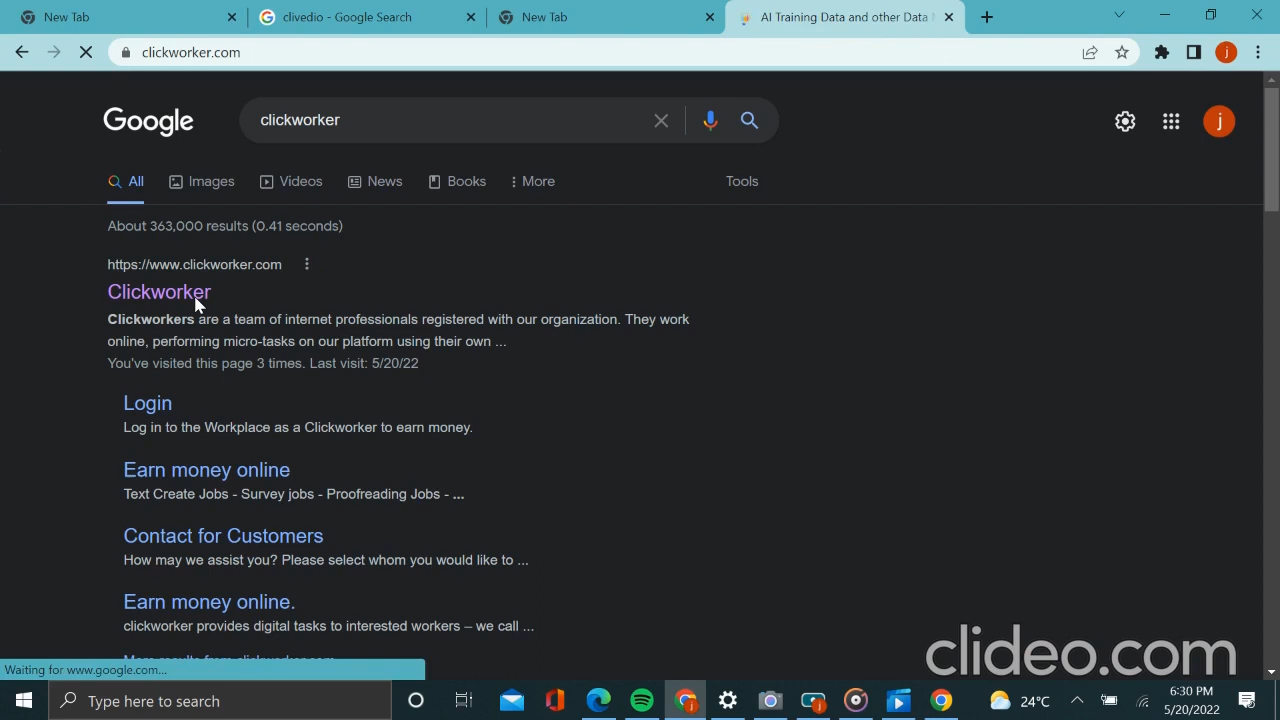 New Tab
clivedio - Google Search
New Tab
AI Training Data and other Data
clickworker.com
j
Google
clickworker
j
All
Images
Videos
News
Books
More
Tools
About 363,000 results (0.41 seconds)
https://www.clickworker.com
Clickworker
Clickworkers are a team of internet professionals registered with our organization. They work
online, performing micro-tasks on our platform using their own ...
You've visited this page 3 times. Last visit: 5/20/22
Login
Log in to the Workplace as a Clickworker to earn money.
Earn money online
Text Create Jobs - Survey jobs - Proofreading Jobs - ...
Contact for Customers
How may we assist you? Please select whom you would like to ...
Earn money online.
clickworker provides digital tasks to interested workers – we call ...
More results from clickworker.com
clideo.com
Waiting for www.google.com...
Type here to search
24°C
6:30 PM
5/20/2022